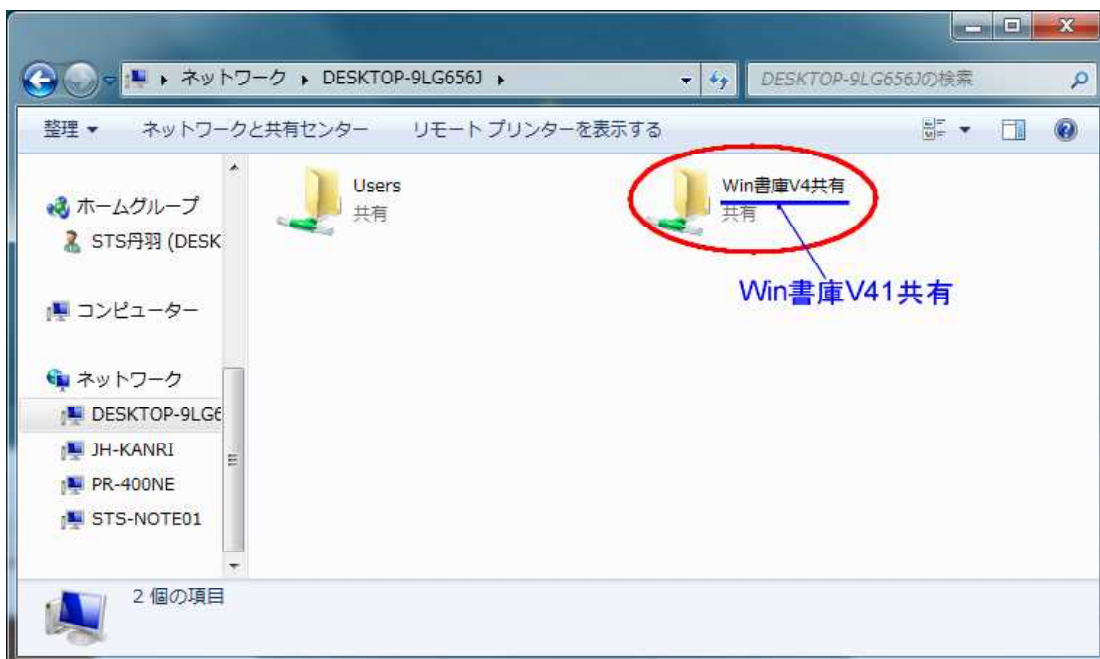 ネットワーク ▸ DESKTOP-9LG656J ▸
DESKTOP-9LG656Jの検索
整理 ▼ ネットワークと共有センター リモート プリンターを表示する
ホームグループ
STS丹羽 (DESK
コンピューター
ネットワーク
DESKTOP-9LG6
JH-KANRI
PR-400NE
STS-NOTE01
Users
共有
Win書庫V4共有
共有
Win書庫V41共有
2 個の項目